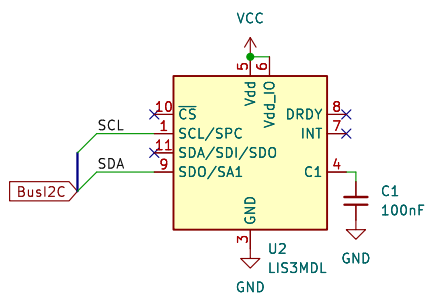 VCC
5
6
Vdd
Vdd_IO
10
CS
DRDY
8
SCL
1
SCL/SPC
INT
7
11
SDA/SDI/SDO
SDA
9
SDO/SA1
C1
4
BusI2C
C1
100nF
GND
3
GND
U2
LIS3MDL
GND